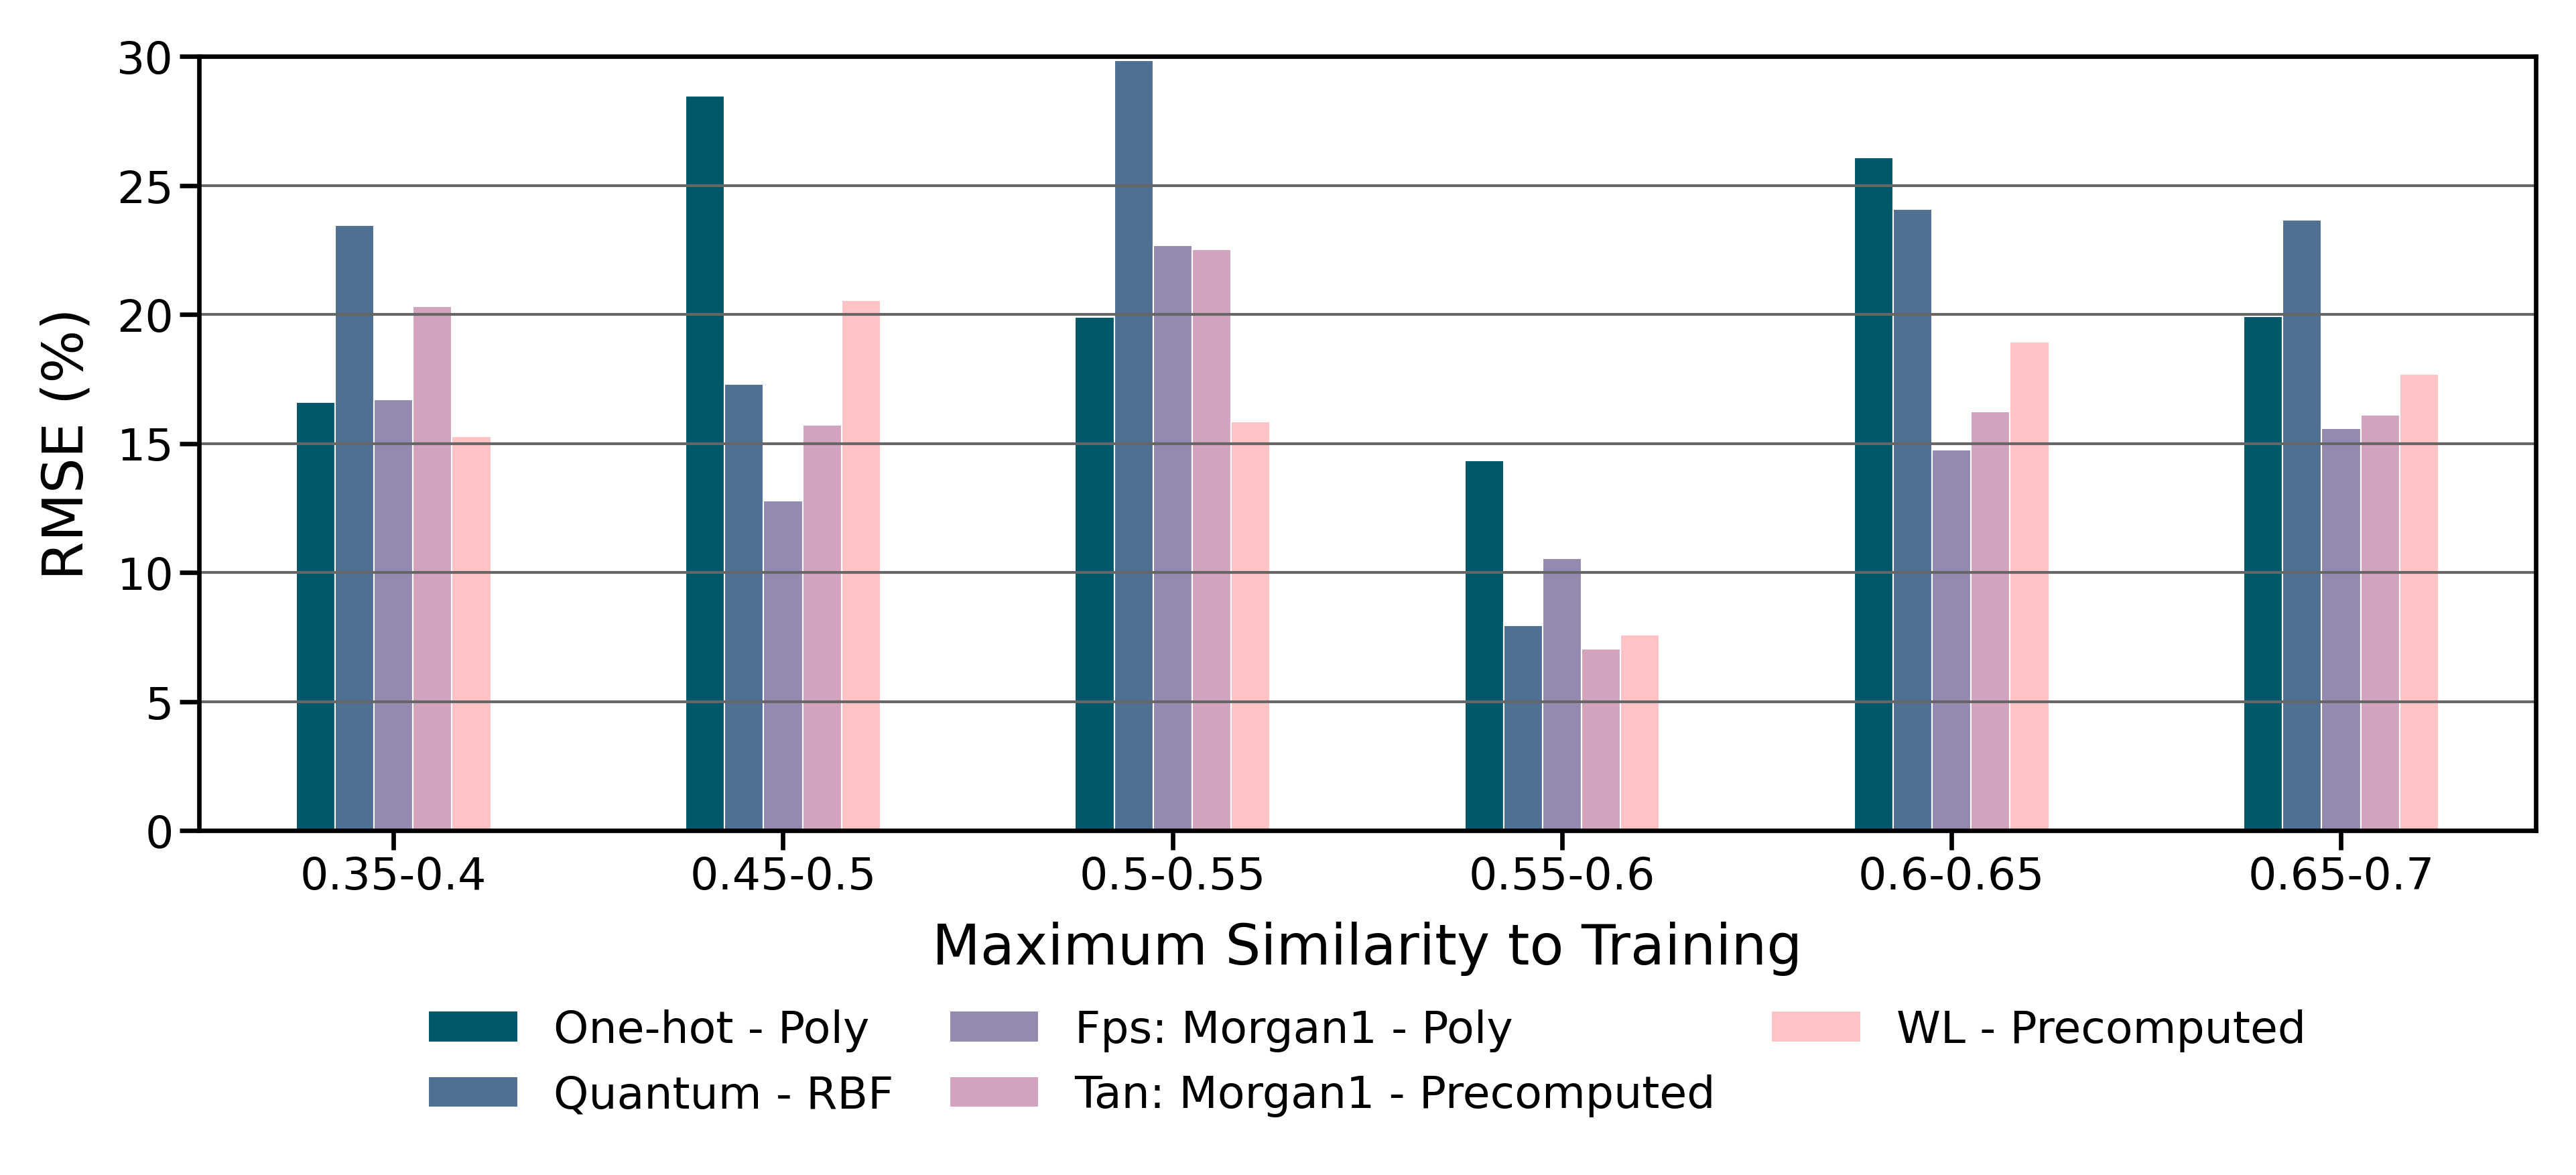 30
25
20
15
10
5
0
RMSE (%)
0.35-0.4 0.45-0.5 0.5-0.55 0.55-0.6 0.6-0.65 0.65-0.7
Maximum Similarity to Training
One-hot - Poly Fps: Morgan1 - Poly WL - Precomputed
Quantum - RBF Tan: Morgan1 - Precomputed